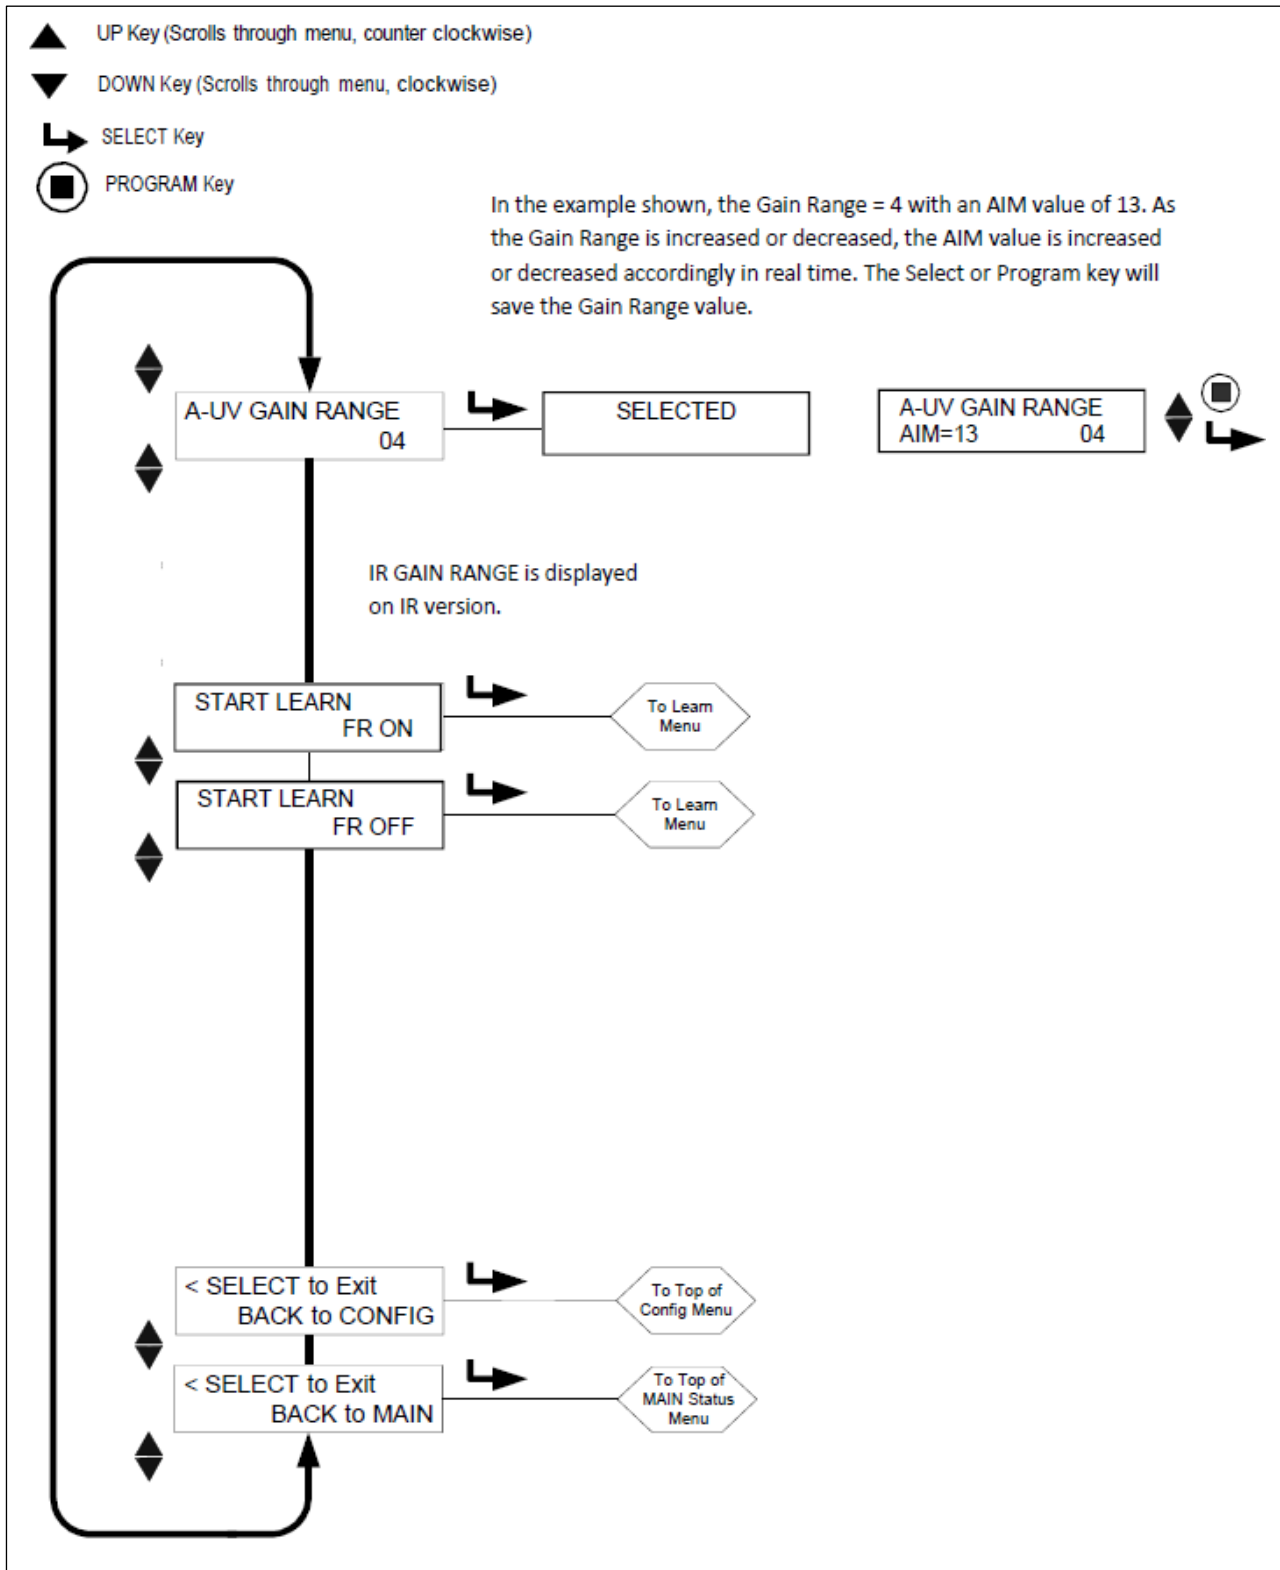 UP Key (Scrolls through menu, counter clockwise)
DOWN Key (Scrolls through menu, clockwise)
SELECT Key
PROGRAM Key
In the example shown, the Gain Range = 4 with an AIM value of 13. As
the Gain Range is increased or decreased, the AIM value is increased
or decreased accordingly in real time. The Select or Program key will
save the Gain Range value.
A-UV GAIN RANGE
04
SELECTED
A-UV GAIN RANGE
AIM=13 04
IR GAIN RANGE is displayed
on IR version.
START LEARN
FR ON
To Learn
Menu
START LEARN
FR OFF
To Learn
Menu
< SELECT to Exit
BACK to CONFIG
To Top of
Config Menu
< SELECT to Exit
BACK to MAIN
To Top of
MAIN Status
Menu